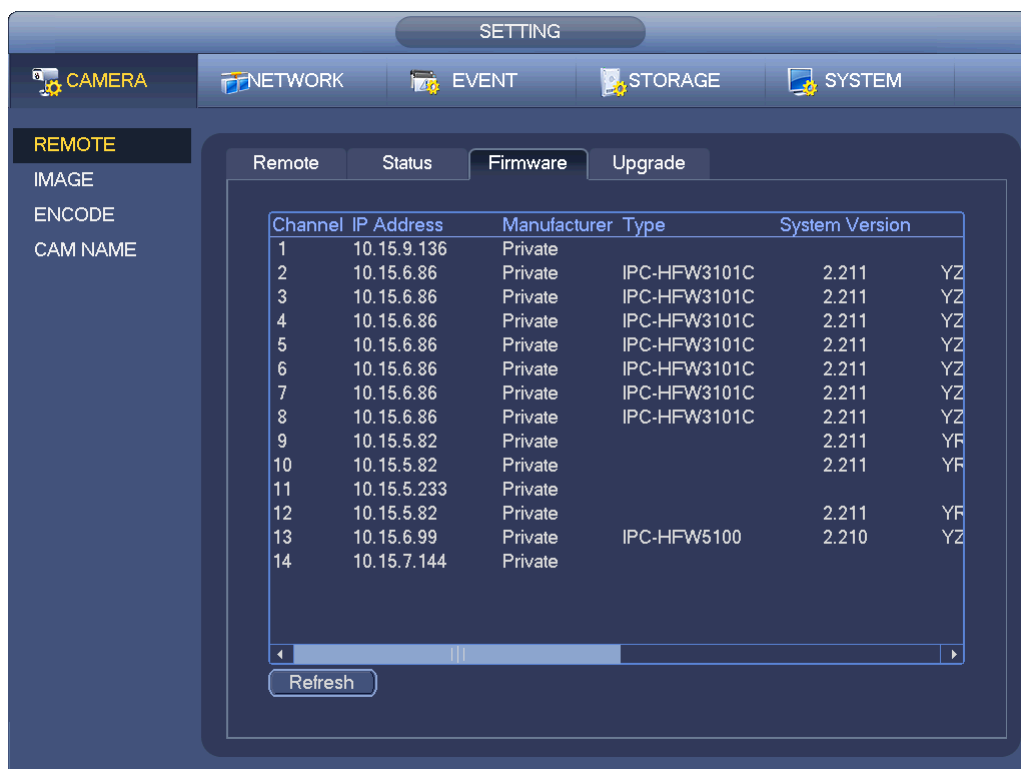 SETTING
CAMERA NETWORK EVENT STORAGE SYSTEM
REMOTE
IMAGE
ENCODE
CAM NAME
Remote Status Firmware Upgrade
Channel IP Address Manufacturer Type System Version
1 10.15.9.136 Private
2 10.15.6.86 Private IPC-HFW3101C 2.211 YZ
3 10.15.6.86 Private IPC-HFW3101C 2.211 YZ
4 10.15.6.86 Private IPC-HFW3101C 2.211 YZ
5 10.15.6.86 Private IPC-HFW3101C 2.211 YZ
6 10.15.6.86 Private IPC-HFW3101C 2.211 YZ
7 10.15.6.86 Private IPC-HFW3101C 2.211 YZ
8 10.15.6.86 Private IPC-HFW3101C 2.211 YZ
9 10.15.5.82 Private 2.211 YR
10 10.15.5.82 Private 2.211 YR
11 10.15.5.233 Private
12 10.15.5.82 Private 2.211 YR
13 10.15.6.99 Private IPC-HFW5100 2.210 YZ
14 10.15.7.144 Private
Refresh